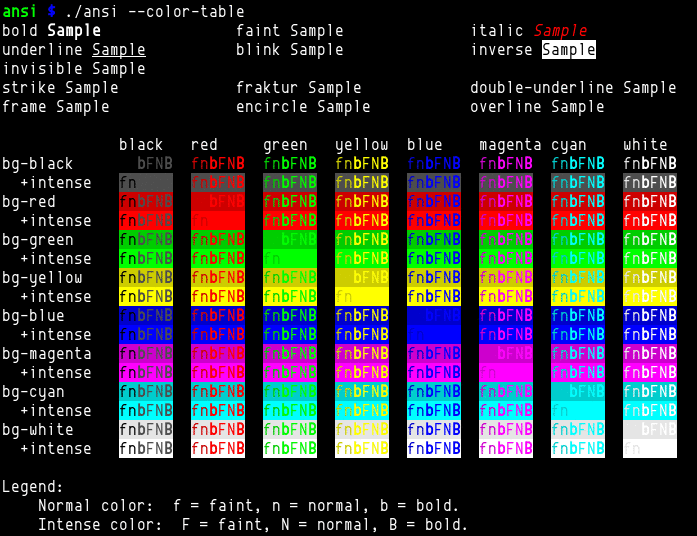 ansi $ ./ansi --color-table
bold Sample faint Sample italic Sample
underline Sample blink Sample inverse Sample
invisible
strike Sample fraktur Sample double-underline Sample
frame Sample encircle Sample overline Sample
black red green yellow blue magenta cyan white
bg-black bFNB fnbFNB fnbFNB fnbFNB fnbFNB fnbFNB fnbFNB fnbFNB
+intense fn fnbFNB fnbFNB fnbFNB fnbFNB fnbFNB fnbFNB fnbFNB
bg-red fnbFNB bFNB fnbFNB fnbFNB fnbFNB fnbFNB fnbFNB fnbFNB
+intense fnbFNB fn fnbFNB fnbFNB fnbFNB fnbFNB fnbFNB fnbFNB
bg-green fnbFNB fnbFNB bFNB fnbFNB fnbFNB fnbFNB fnbFNB fnbFNB
+intense fnbFNB fnbFNB fn fnbFNB fnbFNB fnbFNB fnbFNB fnbFNB
bg-yellow fnbFNB fnbFNB fnbFNB bFNB fnbFNB fnbFNB fnbFNB fnbFNB
+intense fnbFNB fnbFNB fnbFNB fn fnbFNB fnbFNB fnbFNB fnbFNB
bg-blue fnbFNB fnbFNB fnbFNB fnbFNB bFNB fnbFNB fnbFNB fnbFNB
+intense fnbFNB fnbFNB fnbFNB fnbFNB fn fnbFNB fnbFNB fnbFNB
bg-magenta fnbFNB fnbFNB fnbFNB fnbFNB fnbFNB bFNB fnbFNB fnbFNB
+intense fnbFNB fnbFNB fnbFNB fnbFNB fnbFNB fn fnbFNB fnbFNB
bg-cyan fnbFNB fnbFNB fnbFNB fnbFNB fnbFNB fnbFNB bFNB fnbFNB
+intense fnbFNB fnbFNB fnbFNB fnbFNB fnbFNB fnbFNB fn fnbFNB
bg-white fnbFNB fnbFNB fnbFNB fnbFNB fnbFNB fnbFNB fnbFNB bFNB
+intense fnbFNB fnbFNB fnbFNB fnbFNB fnbFNB fnbFNB fnbFNB fn
Legend:
Normal color: f = faint, n = normal, b = bold.
Intense color: F = faint, N = normal, B = bold.